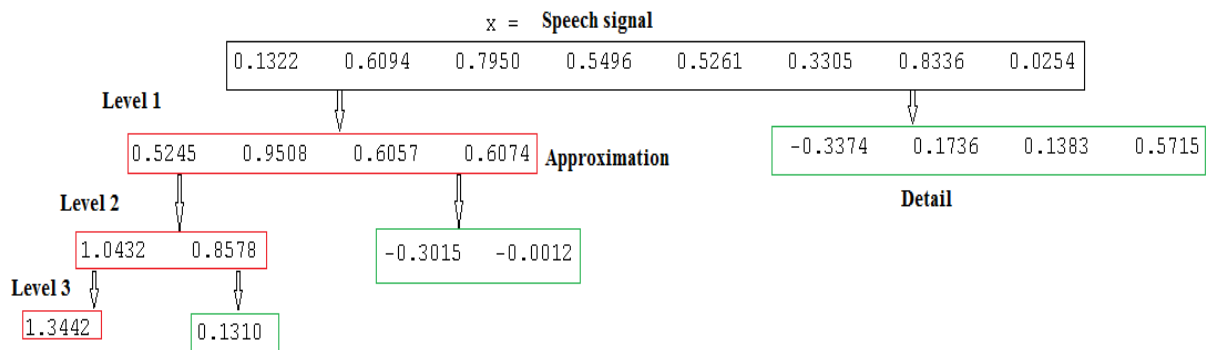 x = Speech signal
0.1322 0.6094 0.7950 0.5496 0.5261 0.3305 0.8336 0.0254
Level 1
0.5245 0.9508 0.6057 0.6074 Approximation
-0.3374 0.1736 0.1383 0.5715
Detail
Level 2
1.0432 0.8578
-0.3015 -0.0012
Level 3
1.3442
0.1310